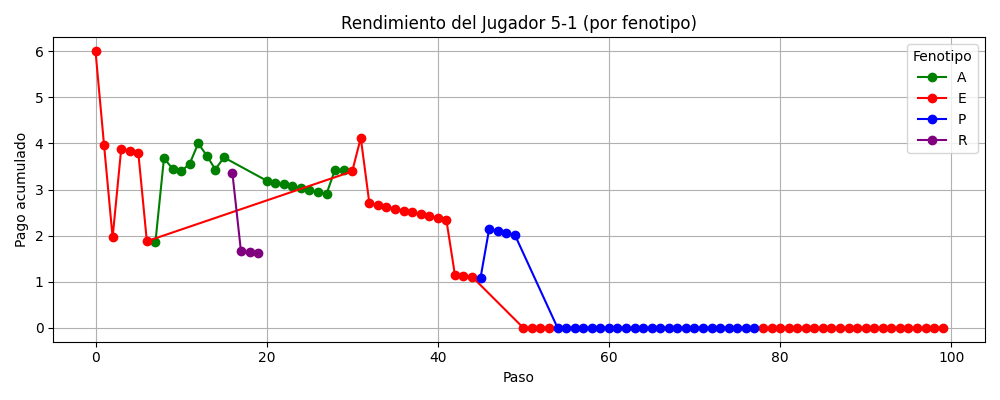 Rendimiento del Jugador 5-1 (por fenotipo)
Pago acumulado
6
5
4
3
2
1
0
Fenotipo
A
E
P
R
0 20 40 60 80 100
Paso